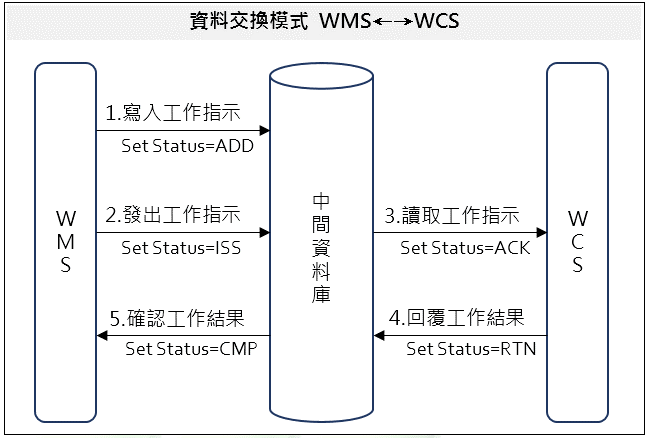 資料交換模式 WMS←→WCS
1.寫入工作指示
Set Status=ADD
2.發出工作指示
Set Status=ISS
3.讀取工作指示
Set Status=ACK
5.確認工作結果
Set Status=CMP
4.回覆工作結果
Set Status=RTN
WMS
中間資料庫
WCS